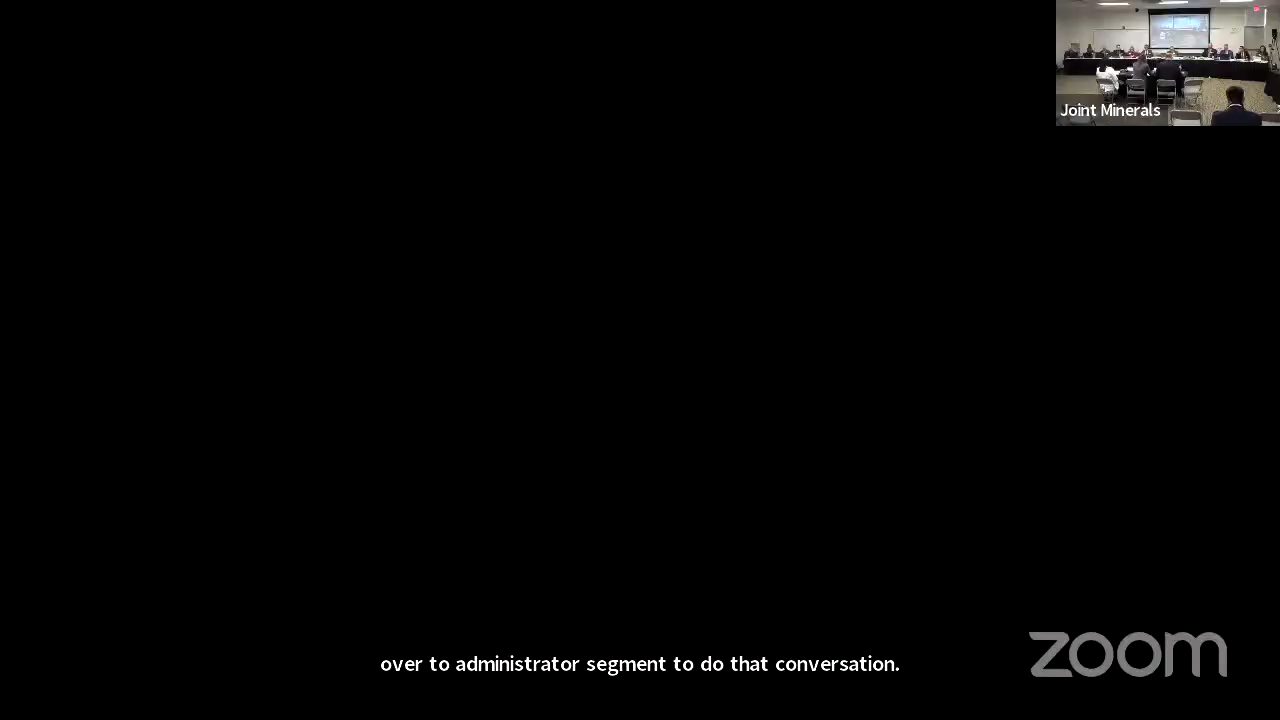 Joint Minerals
over to administrator segment to do that conversation.
zoom